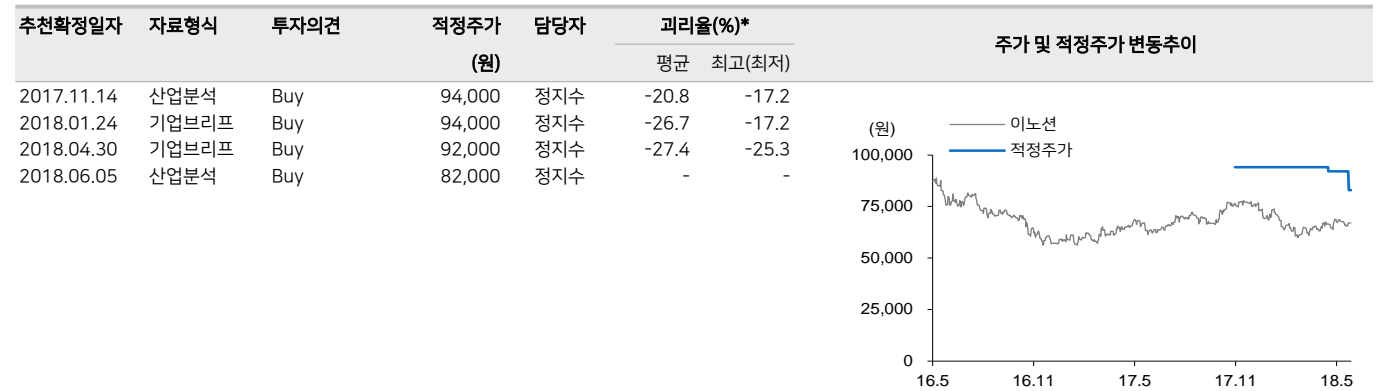 추천확정일자 자료형식 투자의견 적정주가 담당자 괴리율(%)* 주가 및 적정주가 변동추이
(원) 평균 최고(최저)
2017.11.14 산업분석 Buy 94,000 정지수 -20.8 -17.2
2018.01.24 기업브리프 Buy 94,000 정지수 -26.7 -17.2
2018.04.30 기업브리프 Buy 92,000 정지수 -27.4 -25.3
2018.06.05 산업분석 Buy 82,000 정지수 - -
(원)
이노션
적정주가
100,000
75,000
50,000
25,000
0
16.5 16.11 17.5 17.11 18.5